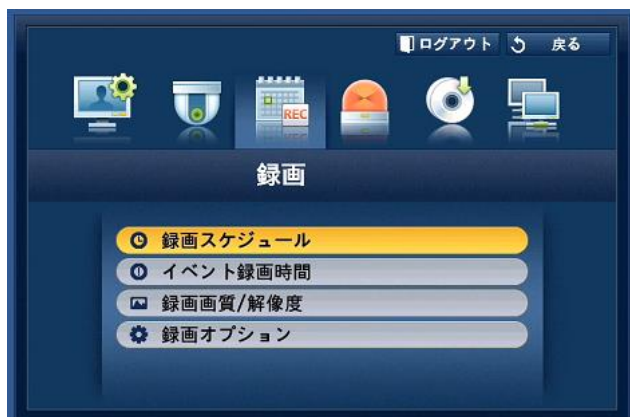 ログアウト 戻る
REC
録画
録画スケジュール
イベント録画時間
録画画質/解像度
録画オプション